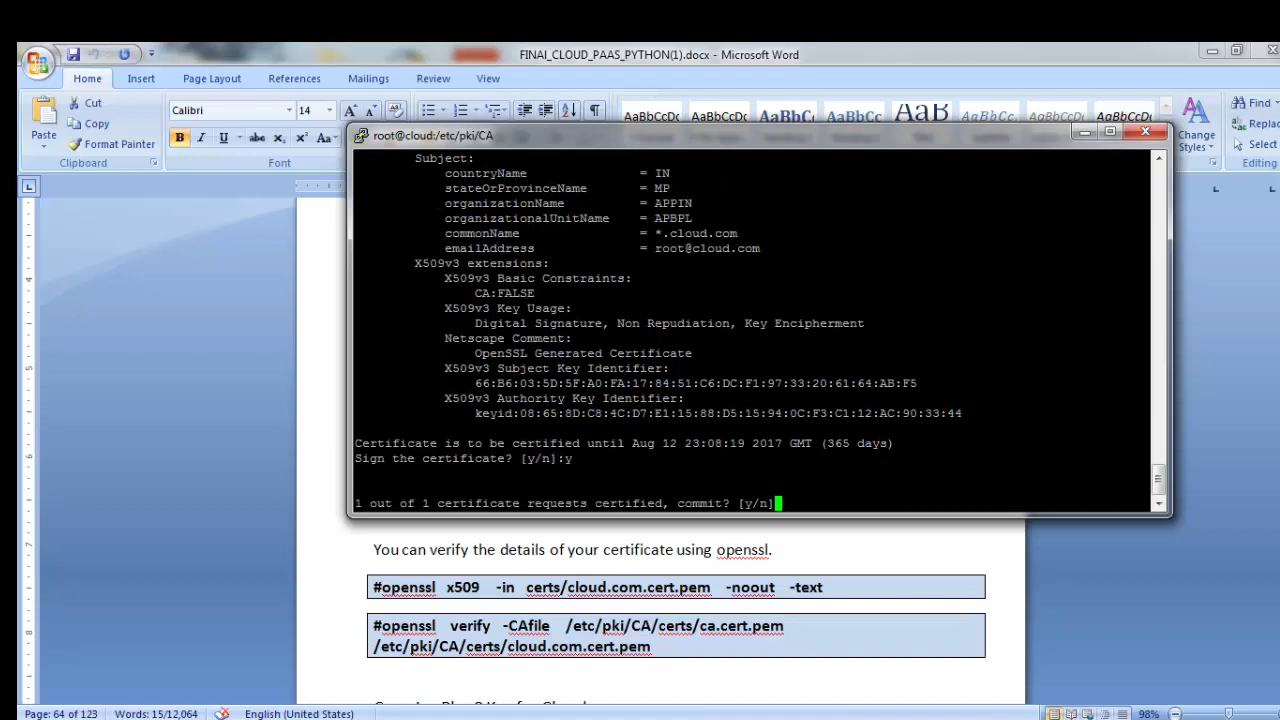 FINAL_CLOUD_PAAS_PYTHON(1).docx - Microsoft Word
Home Insert Page Layout References Mailings Review View
Paste
Cut
Copy
Format Painter
Clipboard
Calibri 14
B I U abc x₂ x² Aa
Font
AaBbCcDc AaBbCcDc AaBbC AaBbCc AaB AaBbCc. AaBbCcDc AaBbCcDc
Change Styles
Find
Replac
Select
Editing
root@cloud:/etc/pki/CA
Subject:
countryName = IN
stateOrProvinceName = MP
organizationName = APPIN
organizationalUnitName = APBPL
commonName = *.cloud.com
emailAddress = root@cloud.com
X509v3 extensions:
X509v3 Basic Constraints:
CA:FALSE
X509v3 Key Usage:
Digital Signature, Non Repudiation, Key Encipherment
Netscape Comment:
OpenSSL Generated Certificate
X509v3 Subject Key Identifier:
66:B6:03:5D:5F:A0:FA:17:84:51:C6:DC:F1:97:33:20:61:64:AB:F5
X509v3 Authority Key Identifier:
keyid:08:65:8D:C8:4C:D7:E1:15:88:D5:15:94:0C:F3:C1:12:AC:90:33:44
Certificate is to be certified until Aug 12 23:08:19 2017 GMT (365 days)
Sign the certificate? [y/n]:y
1 out of 1 certificate requests certified, commit? [y/n]
You can verify the details of your certificate using openssl.
#openssl x509 -in certs/cloud.com.cert.pem -noout -text
#openssl verify -CAfile /etc/pki/CA/certs/ca.cert.pem
/etc/pki/CA/certs/cloud.com.cert.pem
Page: 64 of 123 Words: 15/12,064 English (United States) 98%